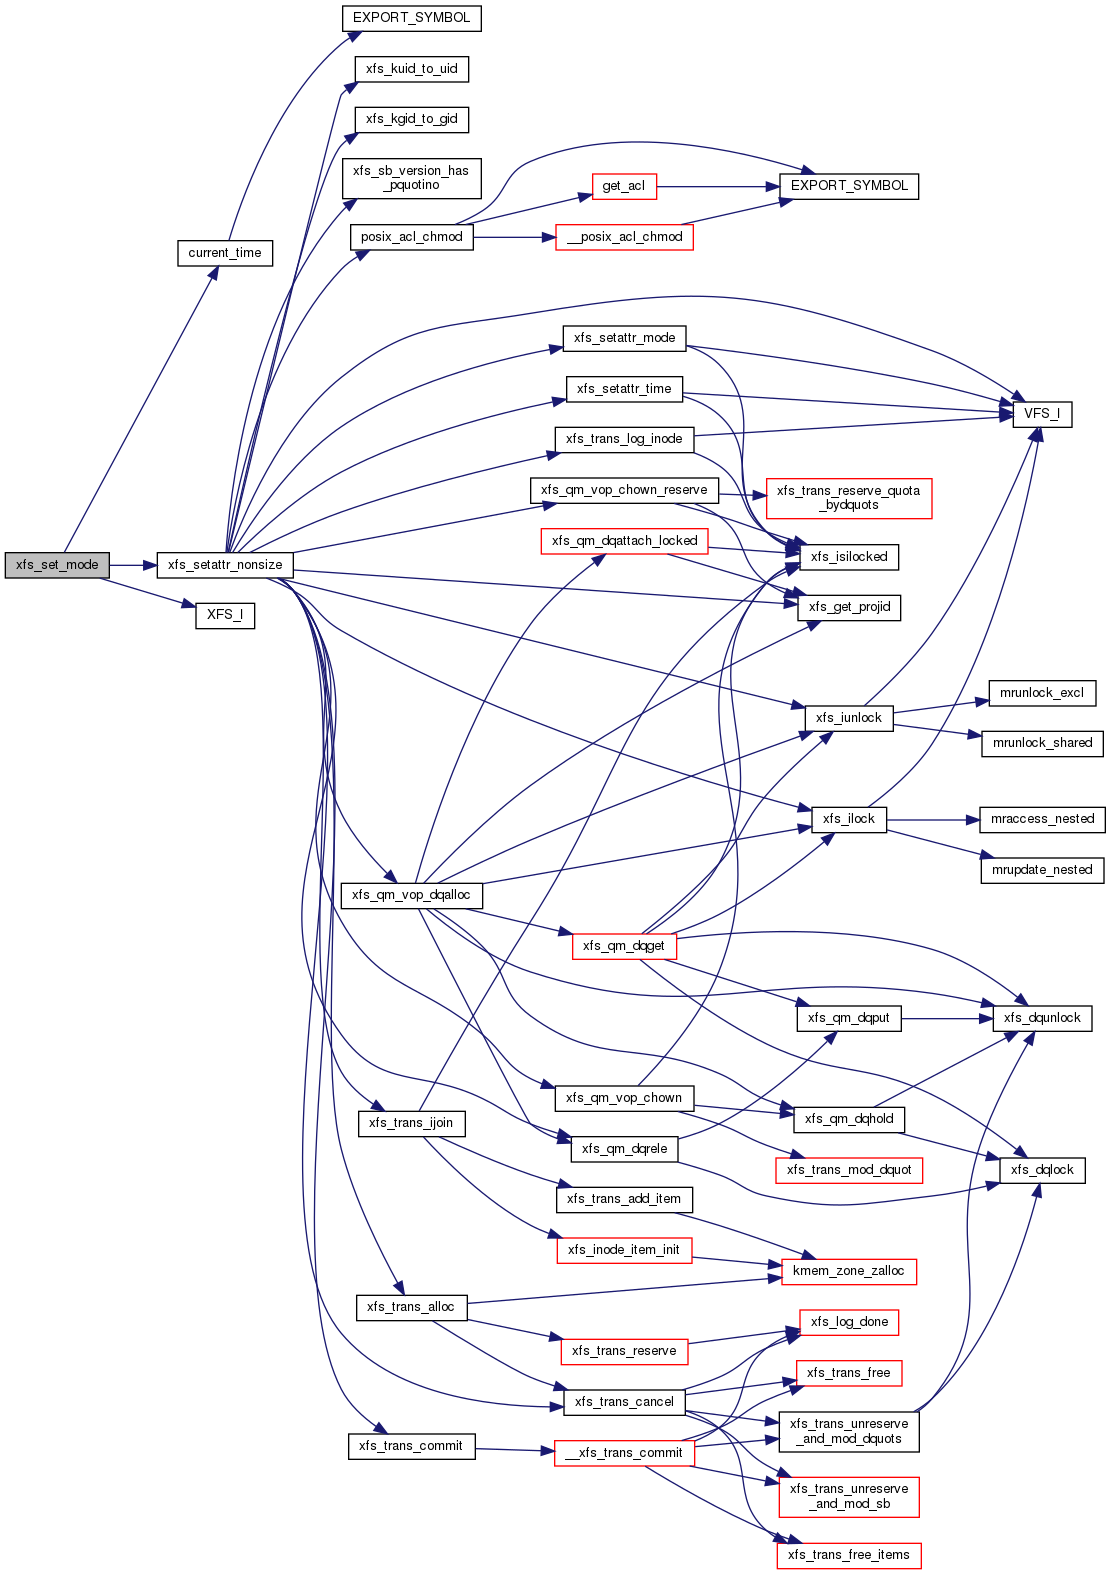 EXPORT_SYMBOL
xfs_kuid_to_uid
xfs_kgid_to_gid
xfs_sb_version_has
_pquotino
get_acl
EXPORT_SYMBOL
posix_acl_chmod
__posix_acl_chmod
current_time
xfs_setattr_mode
xfs_setattr_time
VFS_I
xfs_trans_log_inode
xfs_qm_vop_chown_reserve
xfs_trans_reserve_quota
_bydquots
xfs_qm_dqattach_locked
xfs_isilocked
xfs_set_mode
xfs_setattr_nonsize
XFS_I
xfs_get_projid
mrunlock_excl
xfs_iunlock
mrunlock_shared
xfs_ilock
mraccess_nested
mrupdate_nested
xfs_qm_vop_dqalloc
xfs_qm_dqget
xfs_qm_dqput
xfs_dqunlock
xfs_qm_vop_chown
xfs_trans_ijoin
xfs_qm_dqhold
xfs_qm_dqrele
xfs_trans_mod_dquot
xfs_dqlock
xfs_trans_add_item
xfs_inode_item_init
kmem_zone_zalloc
xfs_trans_alloc
xfs_log_done
xfs_trans_reserve
xfs_trans_free
xfs_trans_cancel
xfs_trans_unreserve
_and_mod_dquots
xfs_trans_commit
__xfs_trans_commit
xfs_trans_unreserve
_and_mod_sb
xfs_trans_free_items